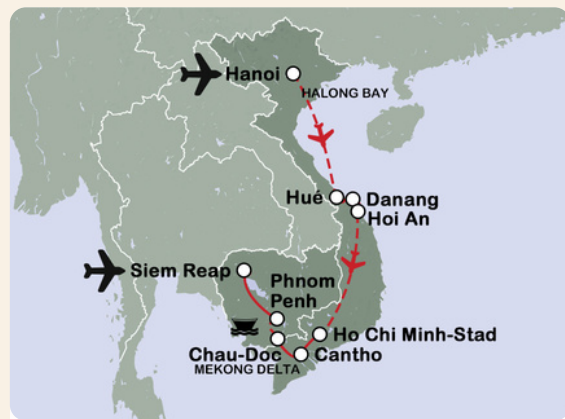 Hanoi
HALONG BAY
Hué
Danang
Hoi An
Siem Reap
Phnom
Penh
Ho Chi Minh-Stad
Chau-Doc
Cantho
MEKONG DELTA